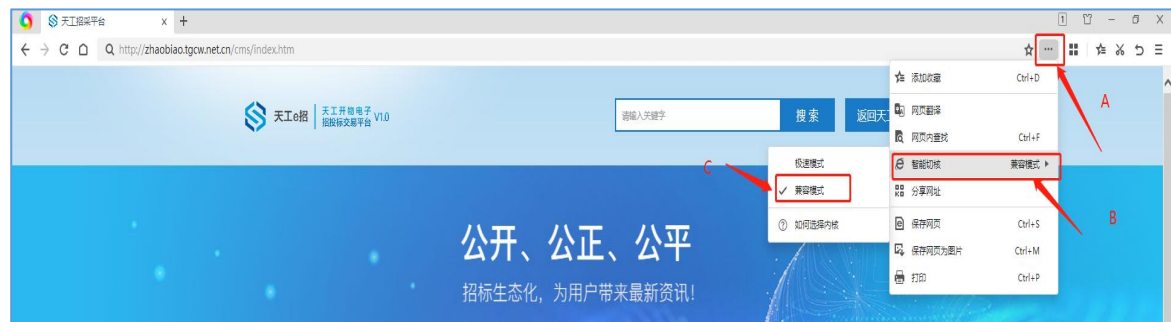 天工招采平台 x + 1
http://zhaobiao.tgcw.net.cn/cms/index.htm
添加收藏 Ctrl+D
A
网页翻译
天工e招 天工开物电子 V1.0
招投标交易平台
请输入关键字 搜索 返回天工
网页内查找 Ctrl+F
极速模式
智能切核 兼容模式
C
兼容模式
分享网址
B
如何选择内核
保存网页 Ctrl+S
公开、公正、公平
保存网页为图片 Ctrl+M
打印 Ctrl+P
招标生态化，为用户带来最新资讯！